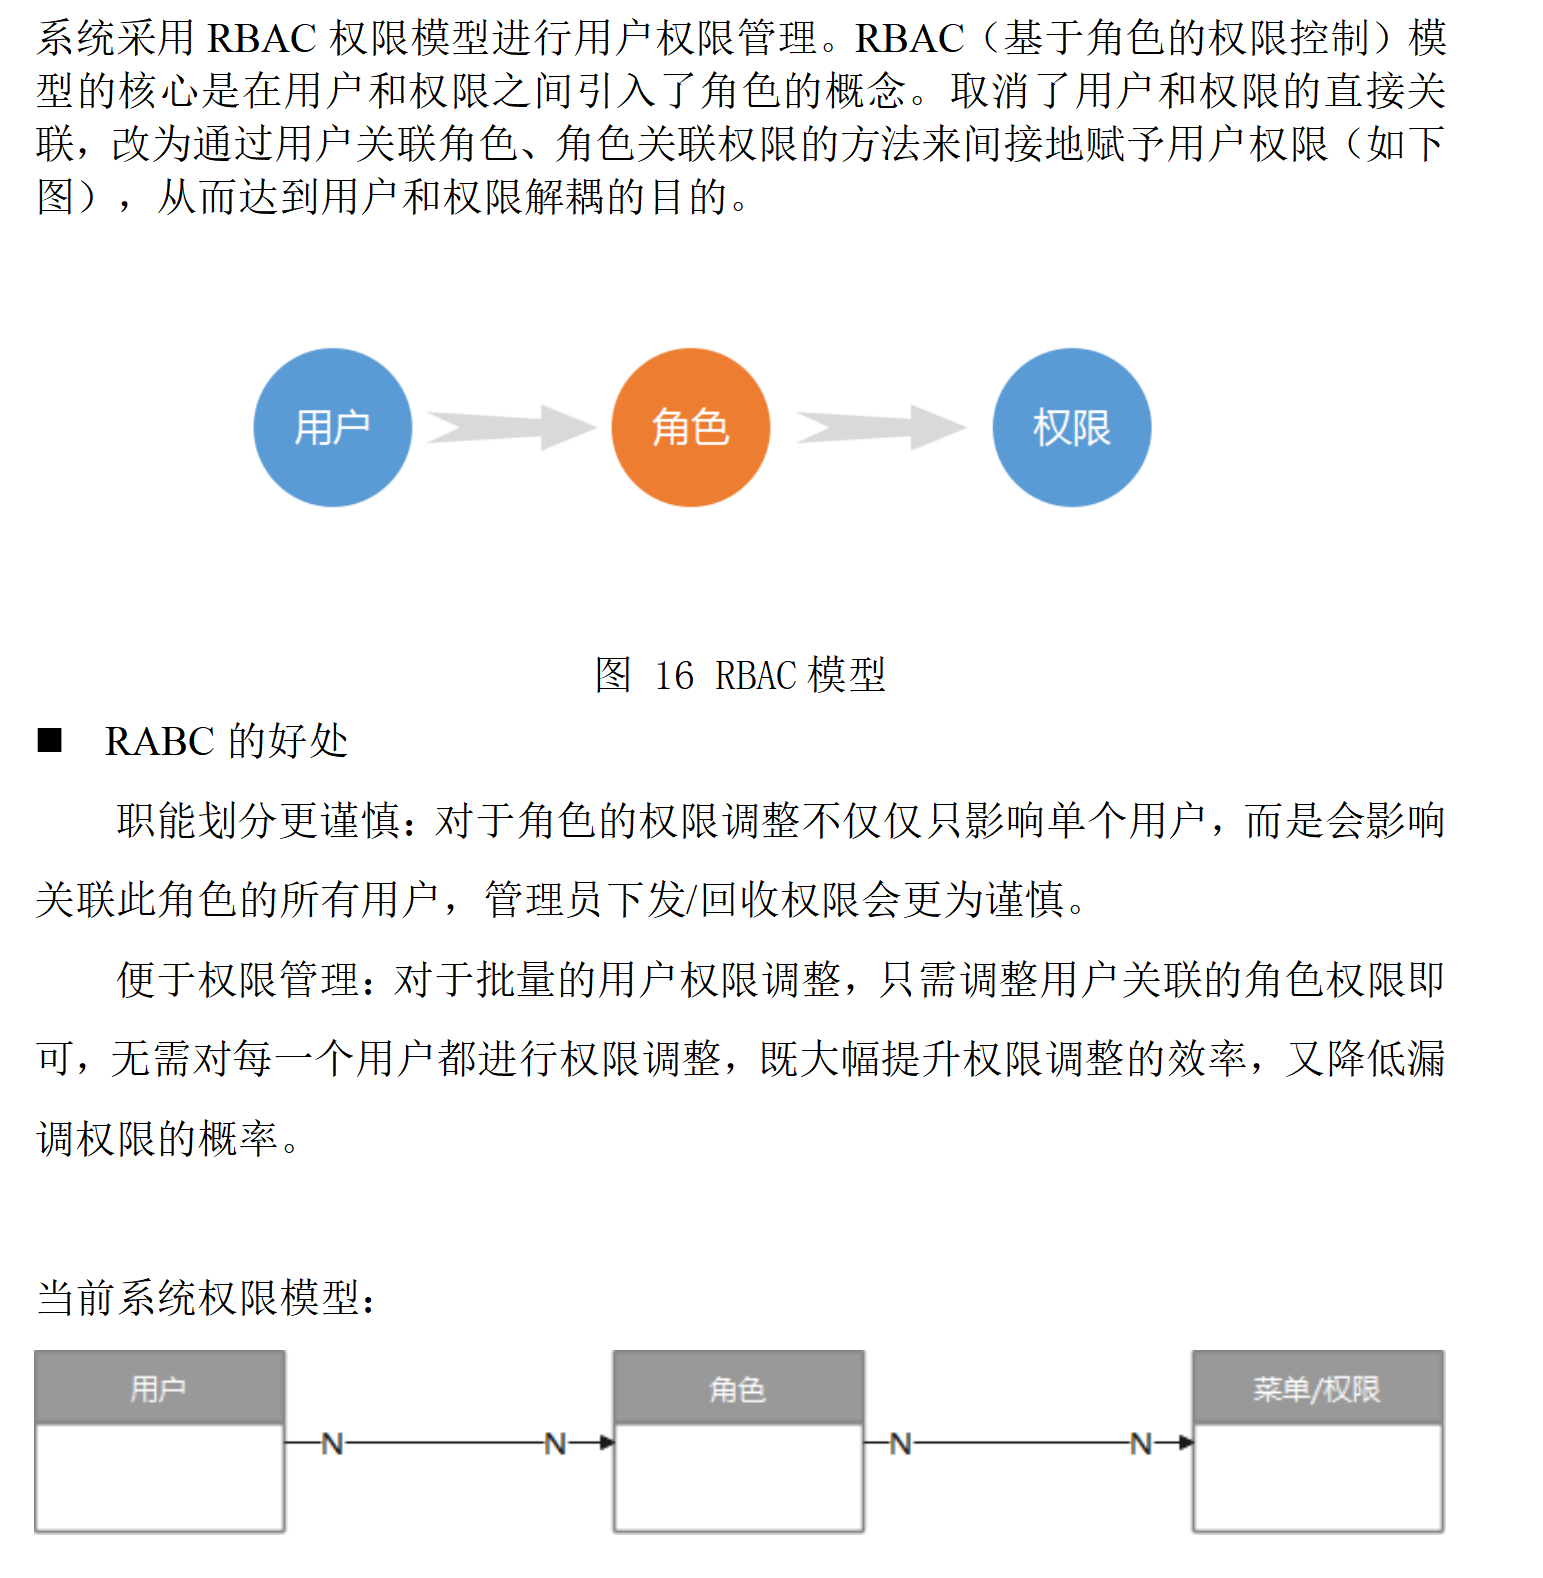 系统采用 RBAC 权限模型进行用户权限管理。RBAC（基于角色的权限控制）模
型的核心是在用户和权限之间引入了角色的概念。取消了用户和权限的直接关
联，改为通过用户关联角色、角色关联权限的方法来间接地赋予用户权限（如下
图），从而达到用户和权限解耦的目的。
用户
角色
权限
图 16 RBAC 模型
■ RABC 的好处
职能划分更谨慎：对于角色的权限调整不仅仅只影响单个用户，而是会影响
关联此角色的所有用户，管理员下发/回收权限会更为谨慎。
便于权限管理：对于批量的用户权限调整，只需调整用户关联的角色权限即
可，无需对每一个用户都进行权限调整，既大幅提升权限调整的效率，又降低漏
调权限的概率。
当前系统权限模型：
用户
角色
菜单/权限
N
N
N
N